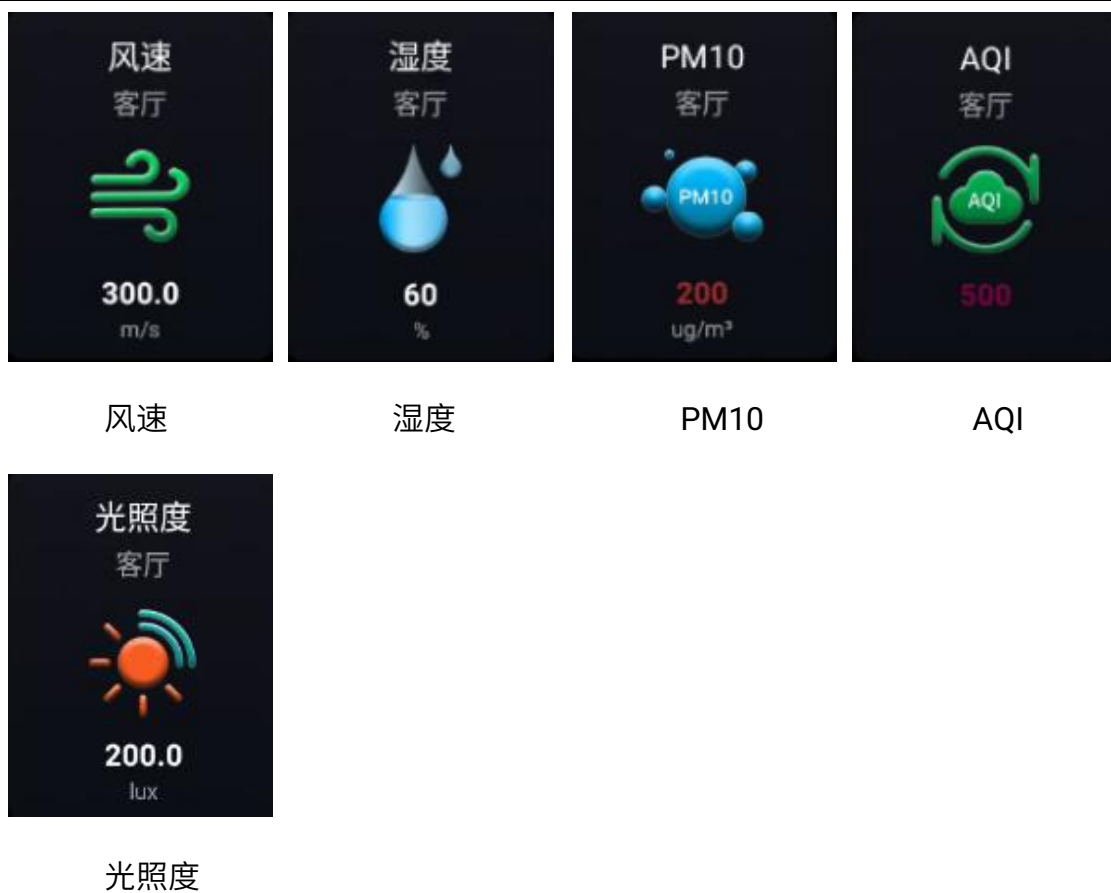 风速
客厅
300.0
m/s
湿度
客厅
60
%
PM10
客厅
PM10
200
ug/m³
AQI
客厅
AQI
500
风速
湿度
PM10
AQI
光照度
客厅
200.0
lux
光照度